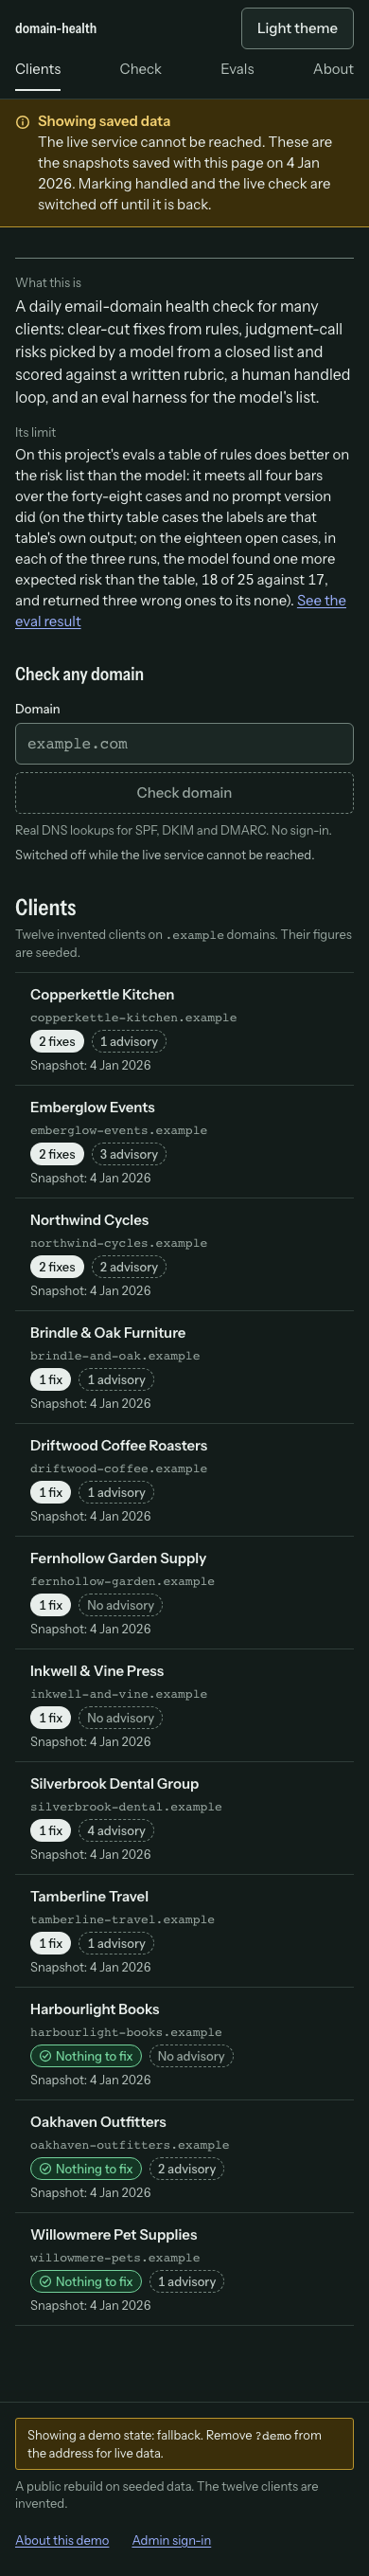 domain-health
Light theme
Clients
Check
Evals
About
Showing saved data
The live service cannot be reached. These are
the snapshots saved with this page on 4 Jan
2026. Marking handled and the live check are
switched off until it is back.
What this is
A daily email-domain health check for many
clients: clear-cut fixes from rules, judgment-call
risks picked by a model from a closed list and
scored against a written rubric, a human handled
loop, and an eval harness for the model's list.
Its limit
On this project's evals a table of rules does better on
the risk list than the model: it meets all four bars
over the forty-eight cases and no prompt version
did (on the thirty table cases the labels are that
table's own output; on the eighteen open cases, in
each of the three runs, the model found one more
expected risk than the table, 18 of 25 against 17,
and returned three wrong ones to its none). See the
eval result
Check any domain
Domain
example.com
Check domain
Real DNS lookups for SPF, DKIM and DMARC. No sign-in.
Switched off while the live service cannot be reached.
Clients
Twelve invented clients on .example domains. Their figures
are seeded.
Copperkettle Kitchen
copperkettle-kitchen.example
2 fixes
1 advisory
Snapshot: 4 Jan 2026
Emberglow Events
emberglow-events.example
2 fixes
3 advisory
Snapshot: 4 Jan 2026
Northwind Cycles
northwind-cycles.example
2 fixes
2 advisory
Snapshot: 4 Jan 2026
Brindle & Oak Furniture
brindle-and-oak.example
1 fix
1 advisory
Snapshot: 4 Jan 2026
Driftwood Coffee Roasters
driftwood-coffee.example
1 fix
1 advisory
Snapshot: 4 Jan 2026
Fernhollow Garden Supply
fernhollow-garden.example
1 fix
No advisory
Snapshot: 4 Jan 2026
Inkwell & Vine Press
inkwell-and-vine.example
1 fix
No advisory
Snapshot: 4 Jan 2026
Silverbrook Dental Group
silverbrook-dental.example
1 fix
4 advisory
Snapshot: 4 Jan 2026
Tamberline Travel
tamberline-travel.example
1 fix
1 advisory
Snapshot: 4 Jan 2026
Harbourlight Books
harbourlight-books.example
Nothing to fix
No advisory
Snapshot: 4 Jan 2026
Oakhaven Outfitters
oakhaven-outfitters.example
Nothing to fix
2 advisory
Snapshot: 4 Jan 2026
Willowmere Pet Supplies
willowmere-pets.example
Nothing to fix
1 advisory
Snapshot: 4 Jan 2026
Showing a demo state: fallback. Remove ?demo from
the address for live data.
A public rebuild on seeded data. The twelve clients are
invented.
About this demo
Admin sign-in